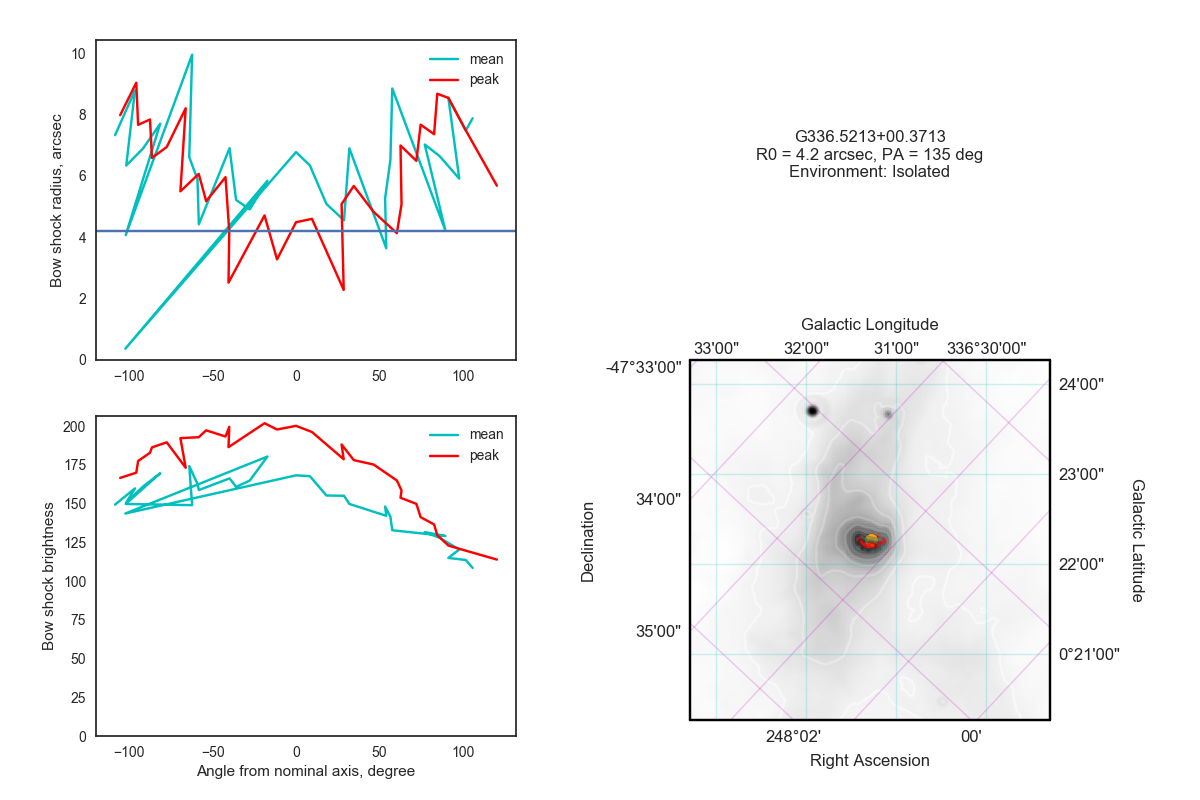 10
8
6
4
2
0
Bow shock radius, arcsec
mean
peak
−100
−50
0
50
100
200
175
150
125
100
75
50
25
0
Bow shock brightness
mean
peak
−100
−50
0
50
100
Angle from nominal axis, degree
G336.5213+00.3713
R0 = 4.2 arcsec, PA = 135 deg
Environment: Isolated
Galactic Longitude
33'00"
32'00"
31'00"
336°30'00"
-47°33'00"
34'00"
35'00"
Declination
24'00"
23'00"
22'00"
0°21'00"
Galactic Latitude
248°02'
00'
Right Ascension